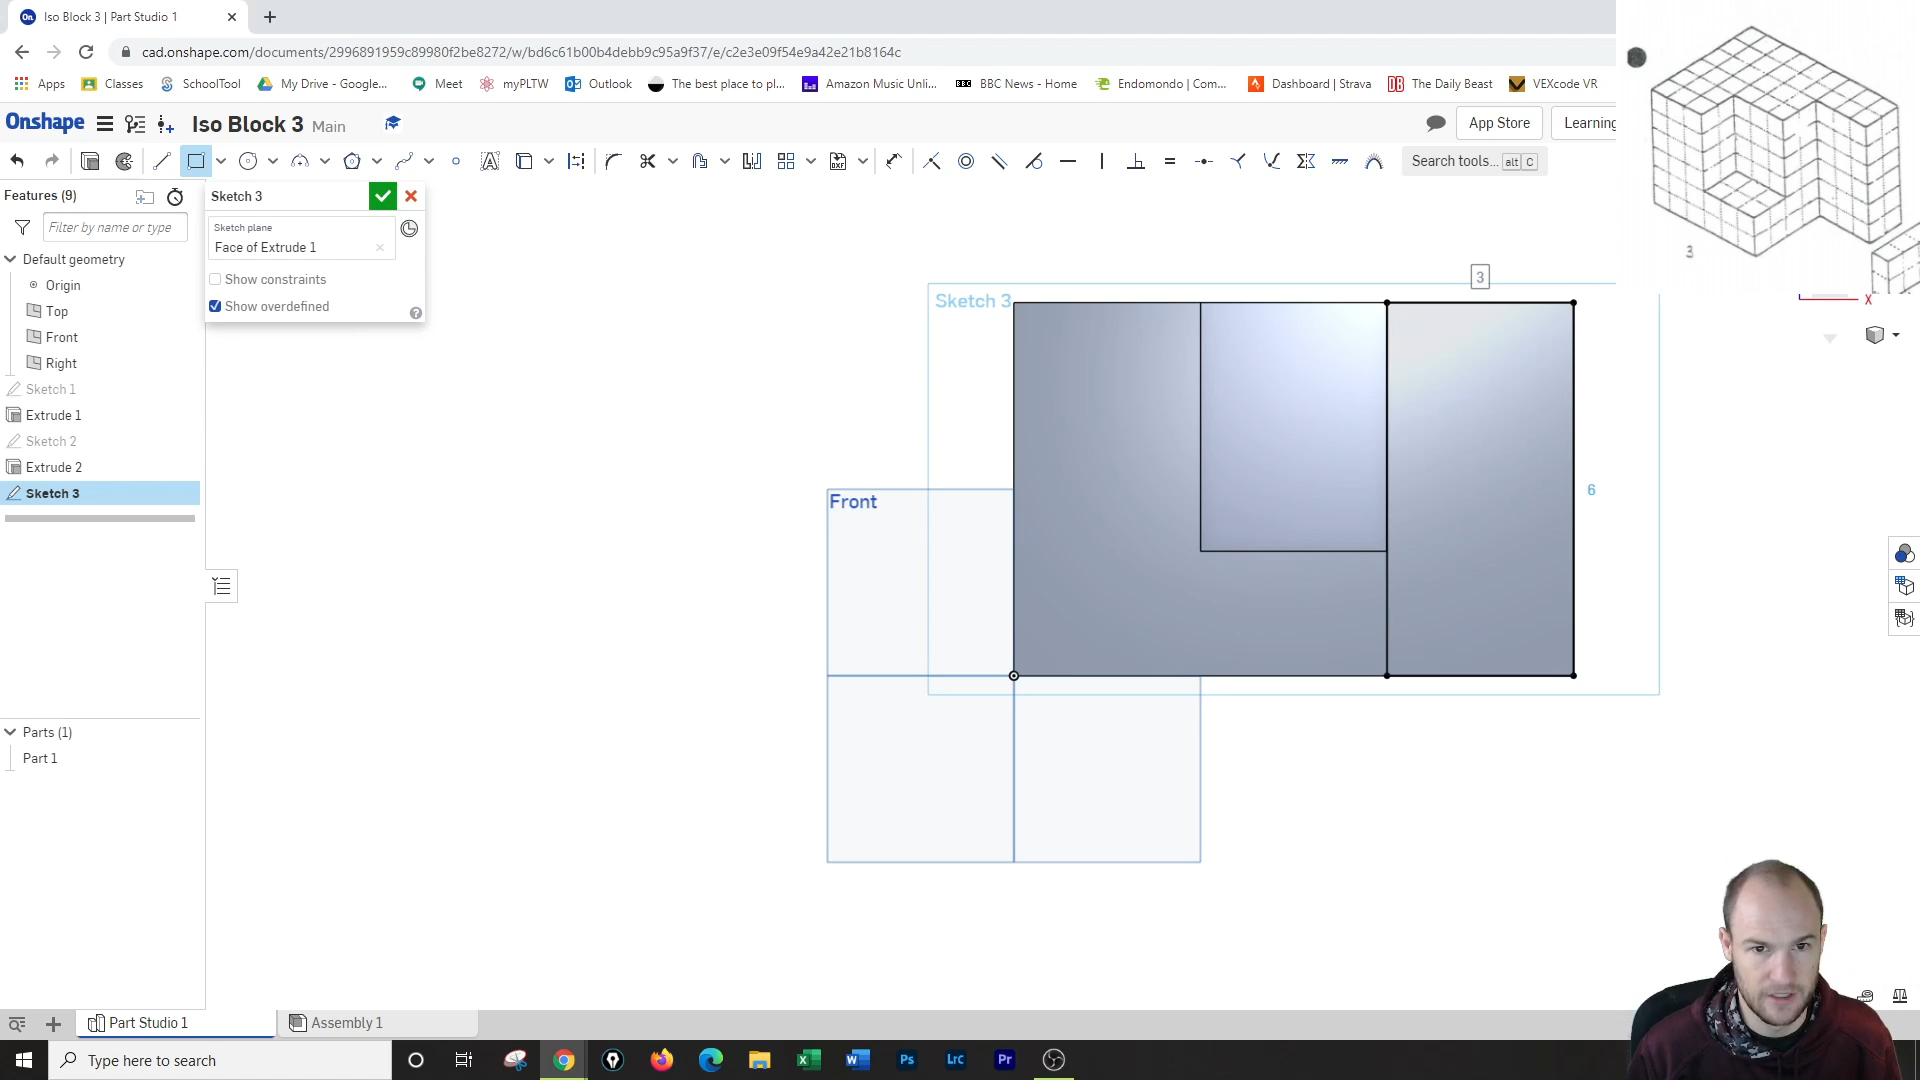 Iso Block 3 | Part Studio 1
cad.onshape.com/documents/2996891959c89980f2be8272/w/bd6c61b00b4debb9c95a9f37/e/c2e3e09f54e9a42e21b8164c
Apps Classes SchoolTool My Drive - Google... Meet myPLTW Outlook The best place to pl... Amazon Music Unli... BBC News - Home Endomondo | Com... Dashboard | Strava The Daily Beast VEXcode VR
Onshape Iso Block 3 Main App Store Learning
Search tools... alt C
Features (9)
Filter by name or type
Default geometry
Origin
Top
Front
Right
Sketch 1
Extrude 1
Sketch 2
Extrude 2
Sketch 3
Parts (1)
Part 1
Sketch 3
Sketch plane
Face of Extrude 1
Show constraints
Show overdefined
Sketch 3
3
6
Front
3
X
Part Studio 1 Assembly 1
Type here to search